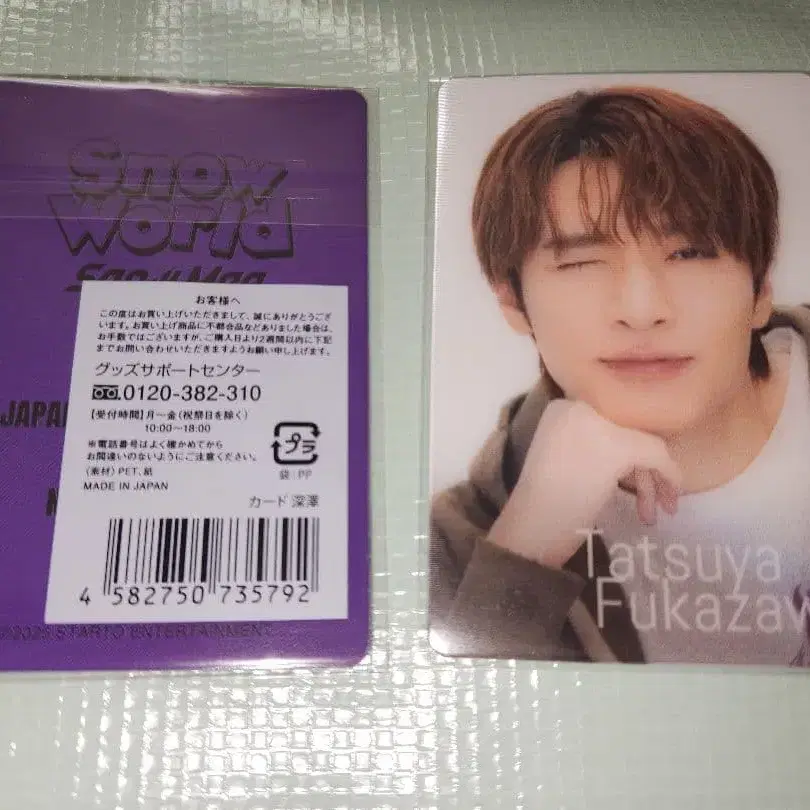 Snow
World
Snow Man
お客様へ
この度はお買い上げいただきまして、誠にありがとうござ
います。お買い上げ商品に不都合品などありました場合は、
お手数ではございますが、ご購入日より2週間以内に下記
までお問い合わせいただきますようお願い申し上げます。
グッズサポートセンター
0120-382-310
【受付時間】月〜金(祝祭日を除く)
10:00〜18:00
※電話番号はよく確かめてから
お間違いのないようにご注意ください。
(素材)PET、紙
MADE IN JAPAN
プラ
袋:PP
カード 深澤
4 582750 735792
JAPAN
STARTO ENTERTAINMENT
Tatsuya
Fukazaw